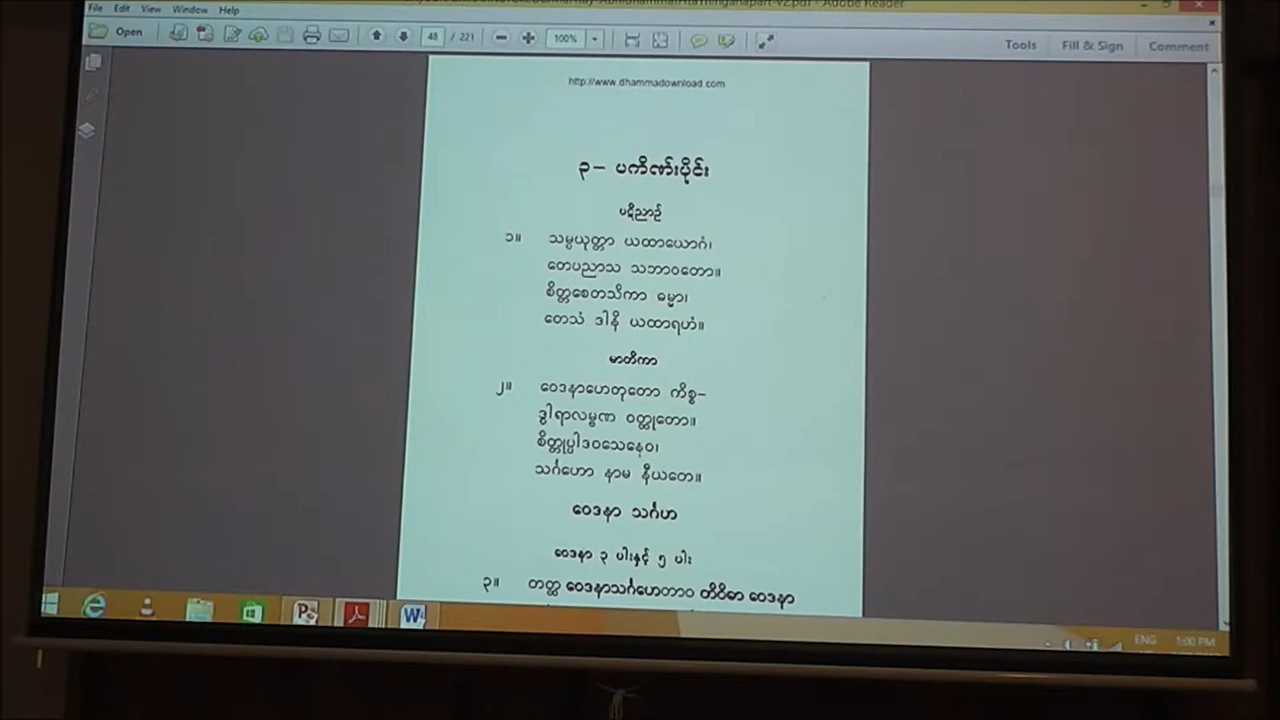 File Edit View Window Help
Open 48 / 221 100% Tools Fill & Sign Comment
http://www.dhammadownload.com
၃– ပကိဏ်းပိုင်း
ပဋိညာဉ်
၁။ သမ္ပယုတ္တာ ယထာယောဂံ၊
တေပညာသ သဘာဝတော။
စိတ္တစေတသိကာ ဓမ္မာ၊
တေသံ ဒါနိ ယထာရဟံ။
မာတိကာ
၂။ ဝေဒနာဟေတုတော ကိစ္စ–
ဒွါရာလမ္ဗဏ ဝတ္ထုတော။
စိတ္တုပ္ပါဒဝသေနေဝ၊
သင်္ဂဟော နာမ နီယတေ။
ဝေဒနာ သင်္ဂဟ
ဝေဒနာ ၃ ပါးနှင့် ၅ ပါး
၃။ တတ္ထ ဝေဒနာသင်္ဂဟေတာဝ တိဝိဓာ ဝေဒနာ
ENG 1:00 PM